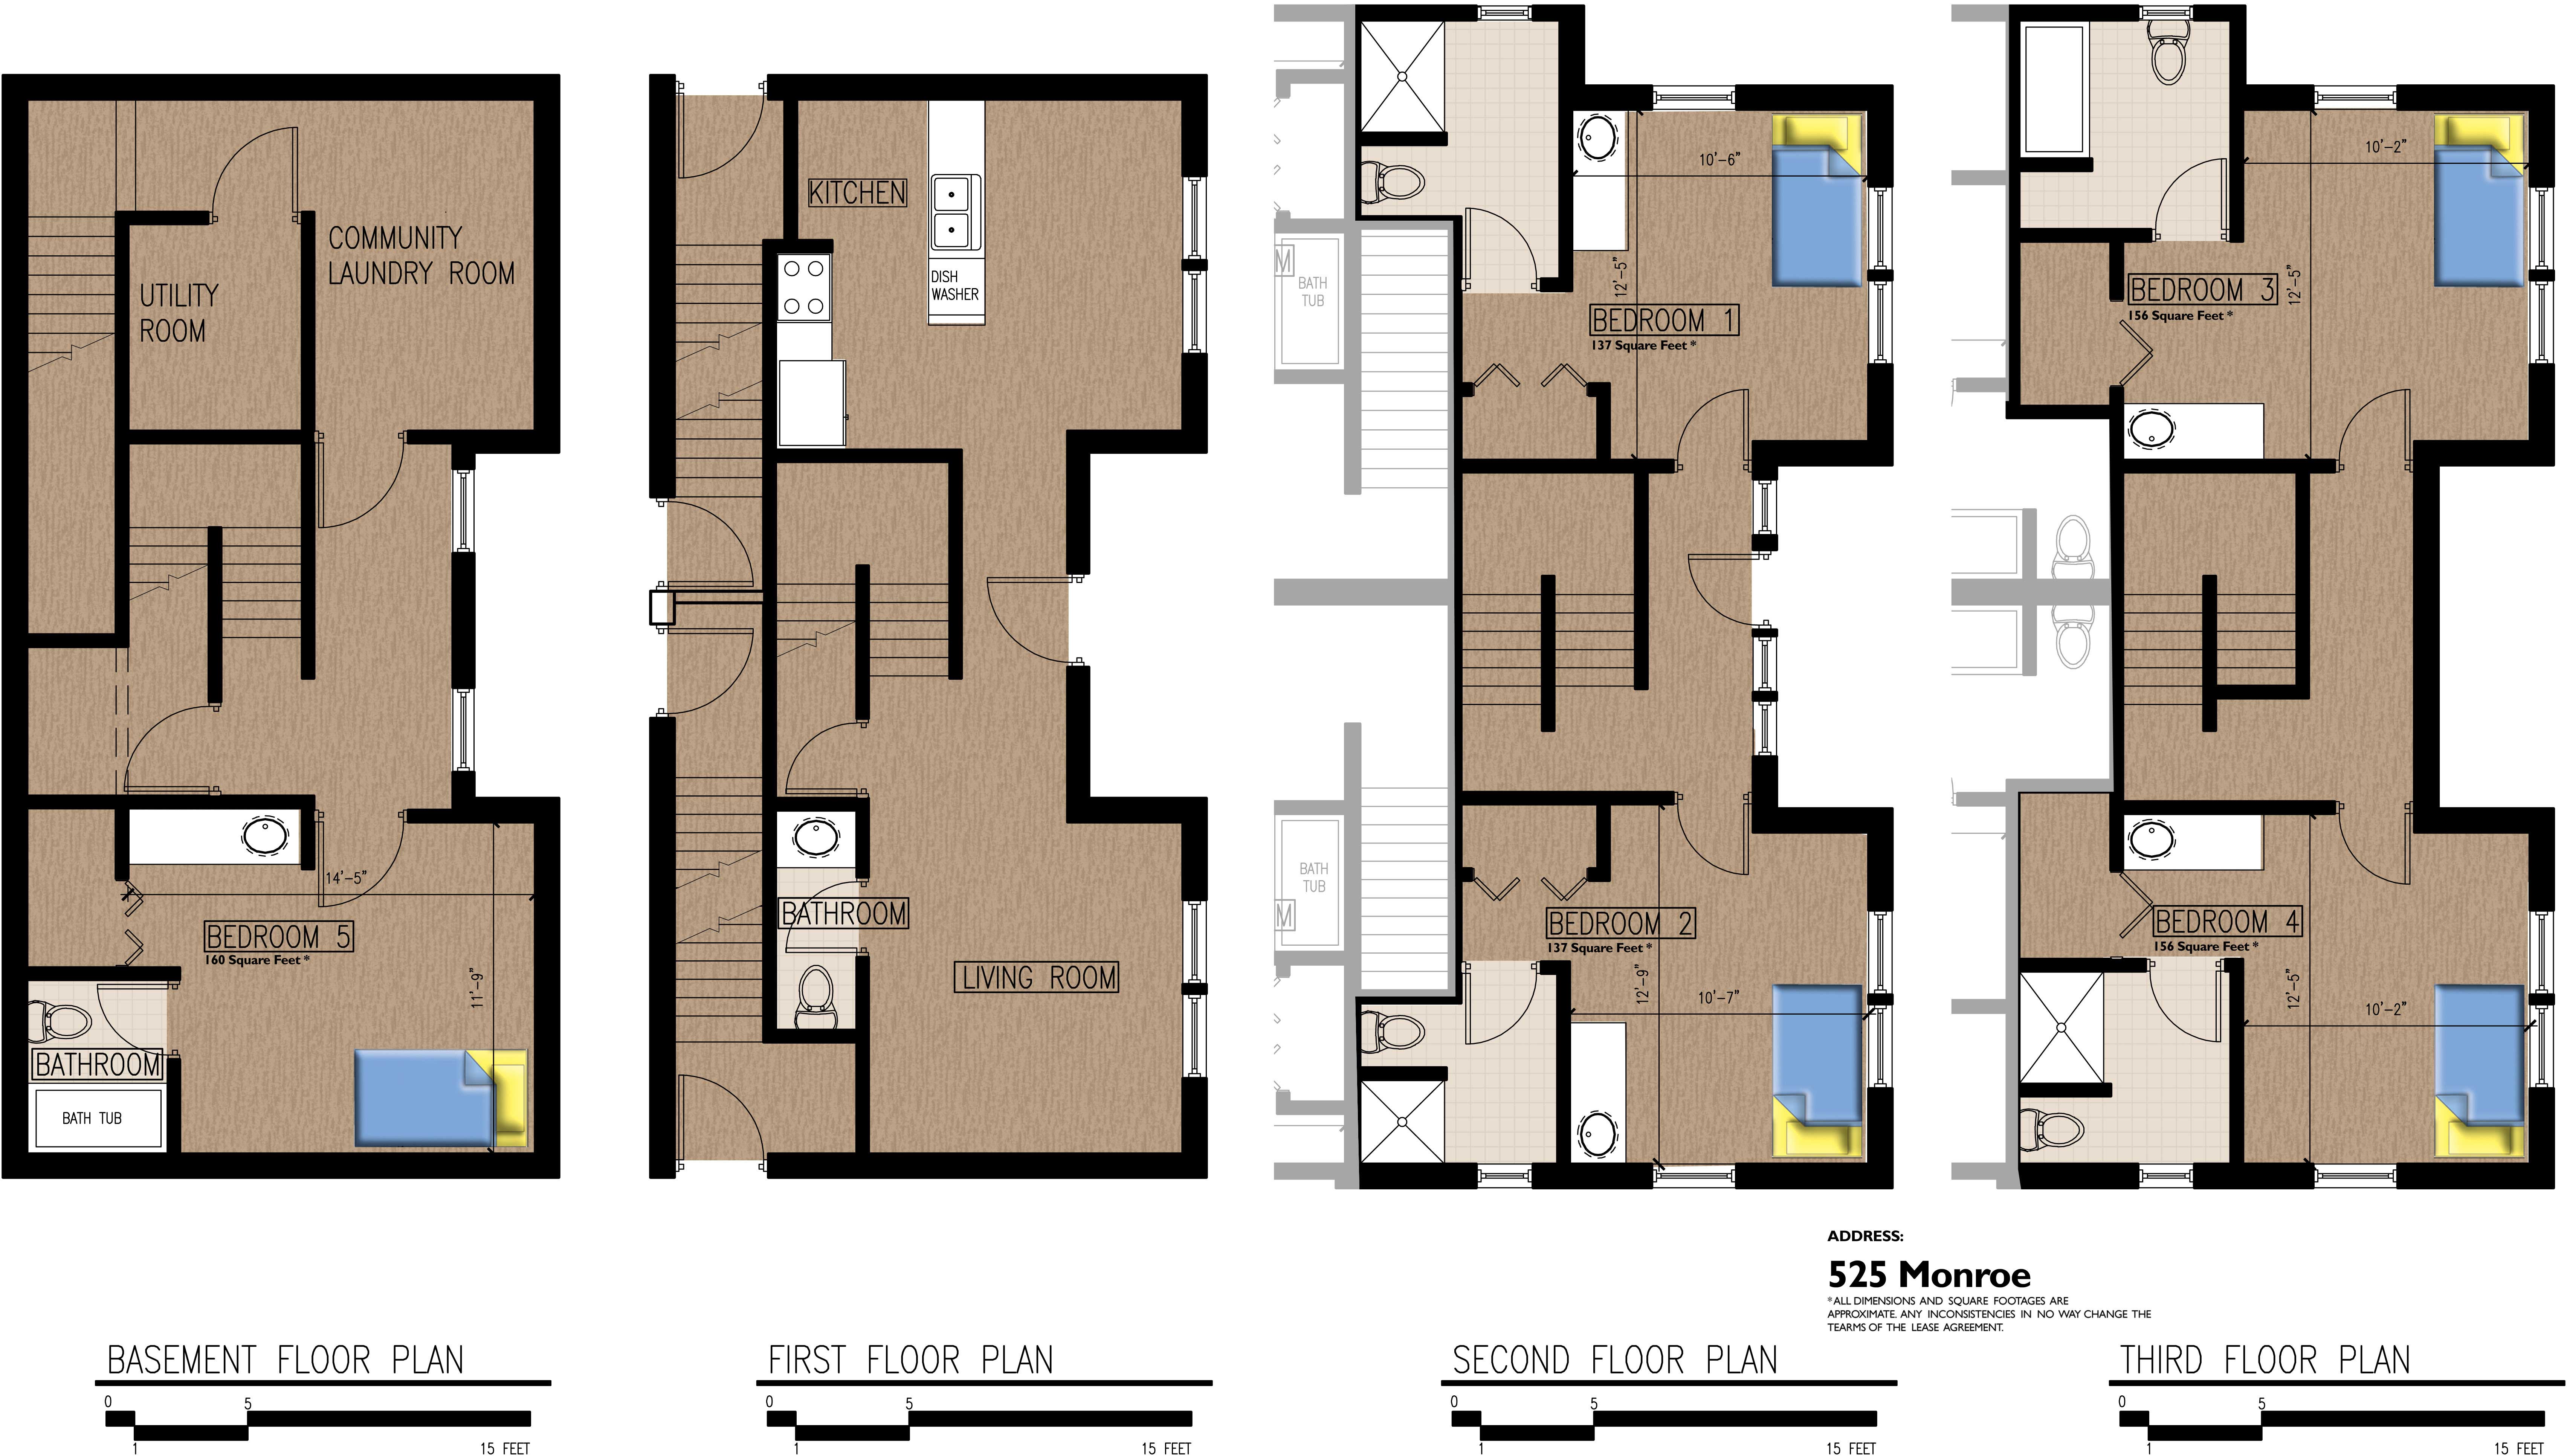 UTILITY
ROOM
COMMUNITY
LAUNDRY ROOM
14'-5"
BEDROOM 5
160 Square Feet *
11'-9"
BATHROOM
BATH TUB
KITCHEN
DISH
WASHER
BATHROOM
LIVING ROOM
M
BATH
TUB
10'-6"
12'-5"
BEDROOM 1
137 Square Feet *
M
BATH
TUB
BEDROOM 2
137 Square Feet *
12'-9"
10'-7"
10'-2"
BEDROOM 3
156 Square Feet *
12'-5"
BEDROOM 4
156 Square Feet *
12'-5"
10'-2"
ADDRESS:
525 Monroe
* ALL DIMENSIONS AND SQUARE FOOTAGES ARE
APPROXIMATE. ANY INCONSISTENCIES IN NO WAY CHANGE THE
TEARMS OF THE LEASE AGREEMENT.
BASEMENT FLOOR PLAN
0 5
1 15 FEET
FIRST FLOOR PLAN
0 5
1 15 FEET
SECOND FLOOR PLAN
0 5
1 15 FEET
THIRD FLOOR PLAN
0 5
1 15 FEET